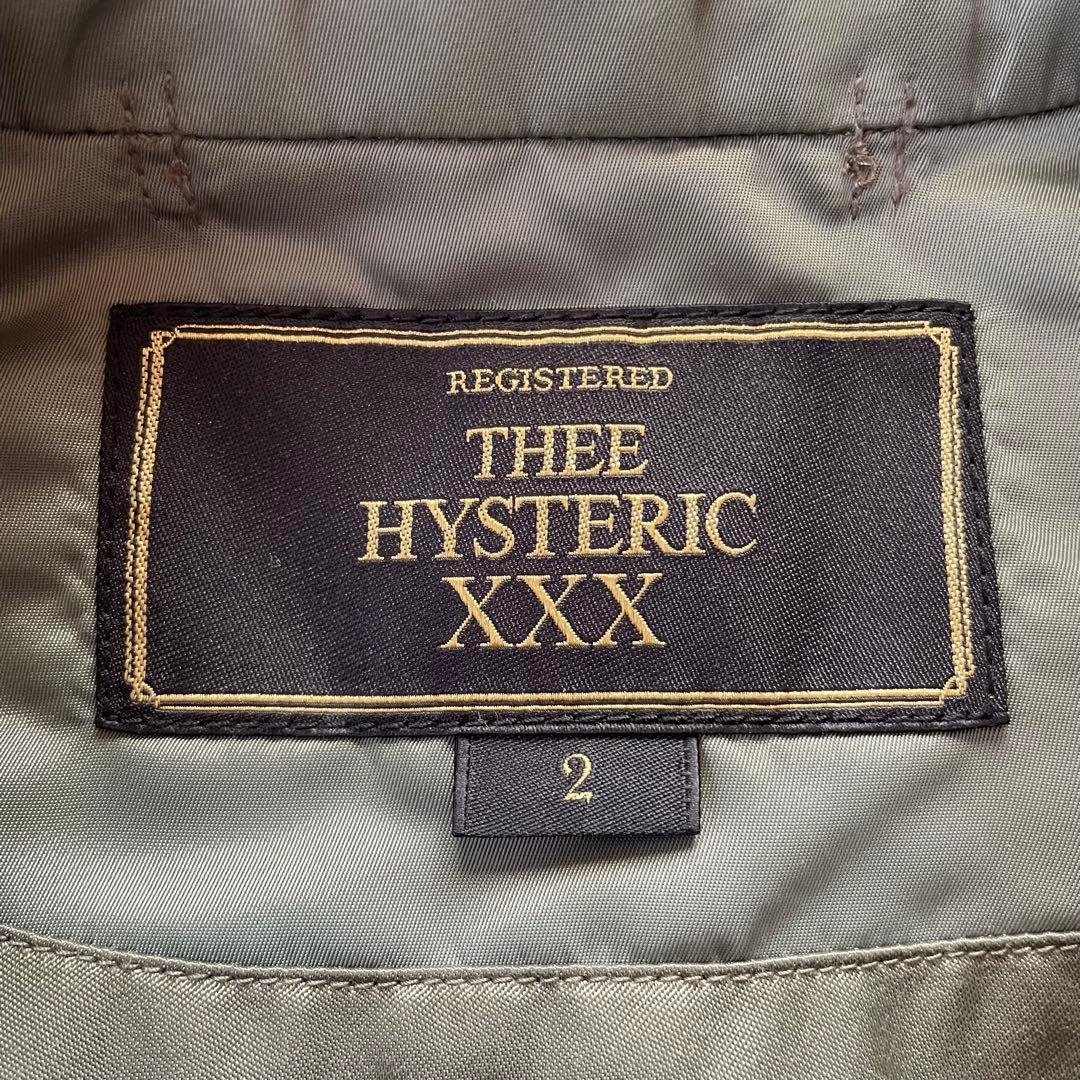 REGISTERED
THEE
HYSTERIC
XXX
2